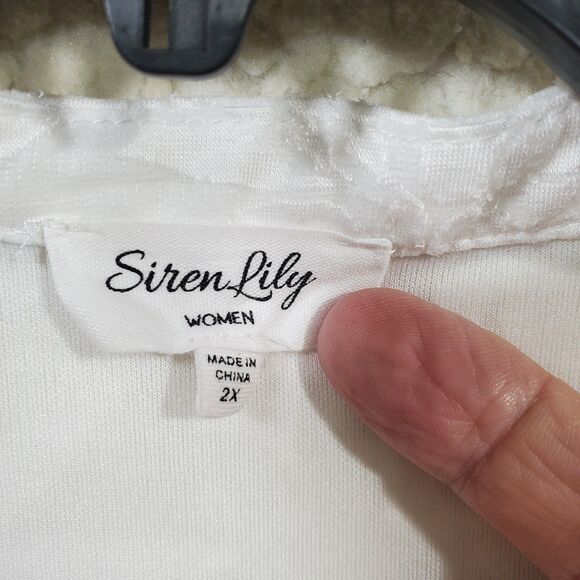 Siren Lily
WOMEN
MADE IN
CHINA
2X